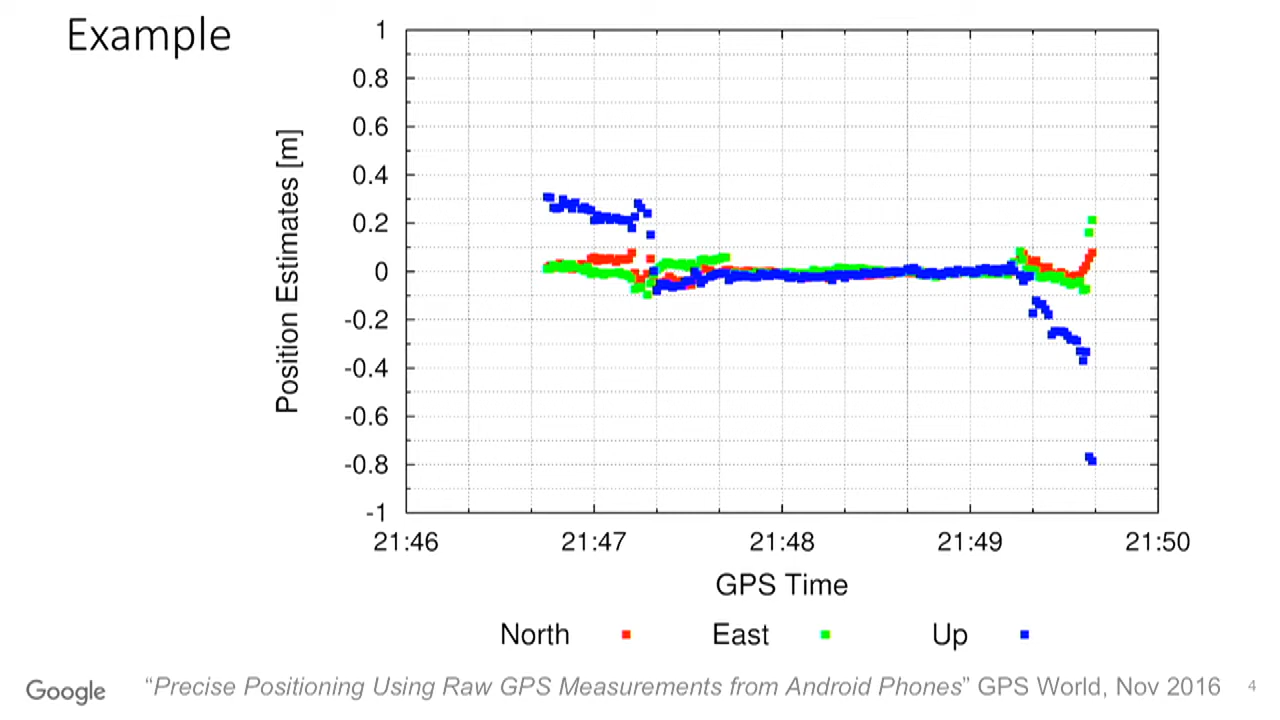 Example
1
0.8
0.6
0.4
0.2
0
-0.2
-0.4
-0.6
-0.8
-1
Position Estimates [m]
21:46 21:47 21:48 21:49 21:50
GPS Time
North East Up
Google “Precise Positioning Using Raw GPS Measurements from Android Phones” GPS World, Nov 2016 4